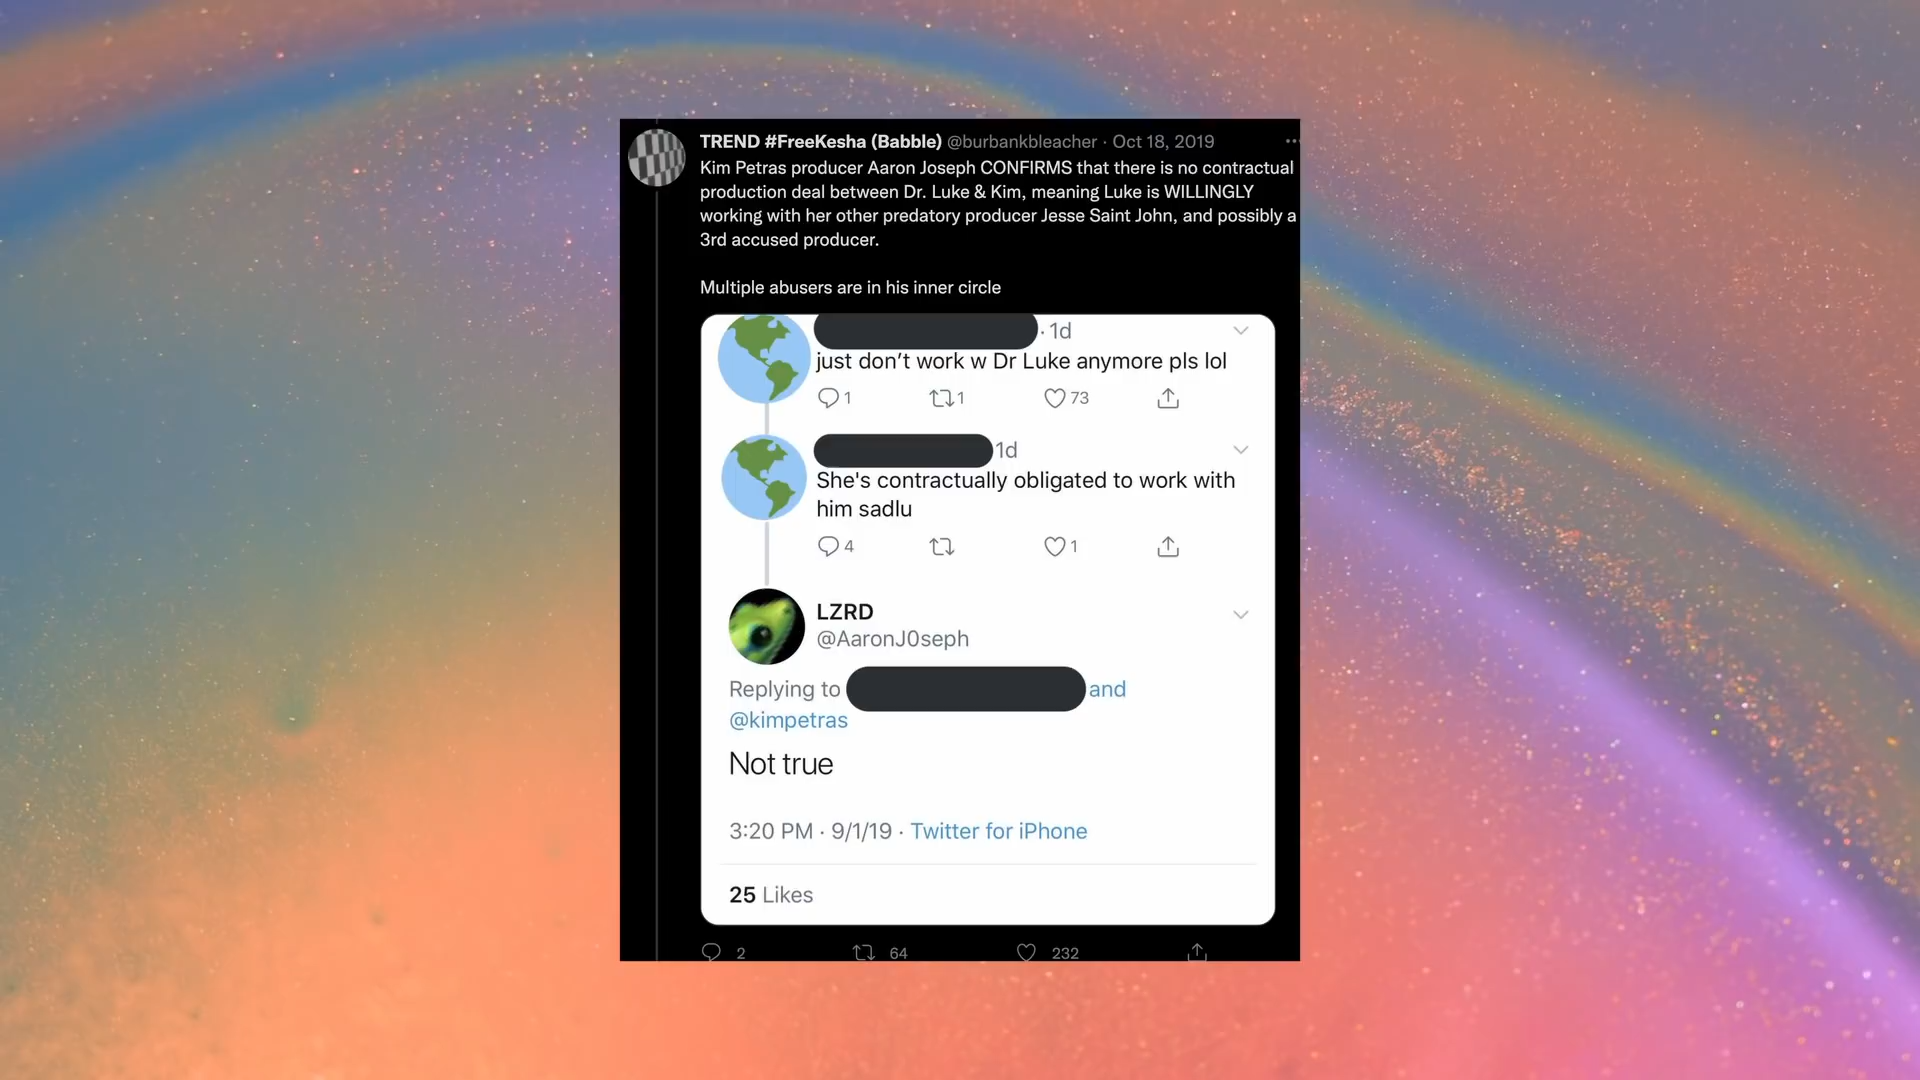 TREND #FreeKesha (Babble) @burbankbleacher · Oct 18, 2019
Kim Petras producer Aaron Joseph CONFIRMS that there is no contractual
production deal between Dr. Luke & Kim, meaning Luke is WILLINGLY
working with her other predatory producer Jesse Saint John, and possibly a
3rd accused producer.
Multiple abusers are in his inner circle
· 1d
just don't work w Dr Luke anymore pls lol
1 1 73
1d
She's contractually obligated to work with
him sadlu
4 1
LZRD
@AaronJ0seph
Replying to and
@kimpetras
Not true
3:20 PM · 9/1/19 · Twitter for iPhone
25 Likes
2 64 232